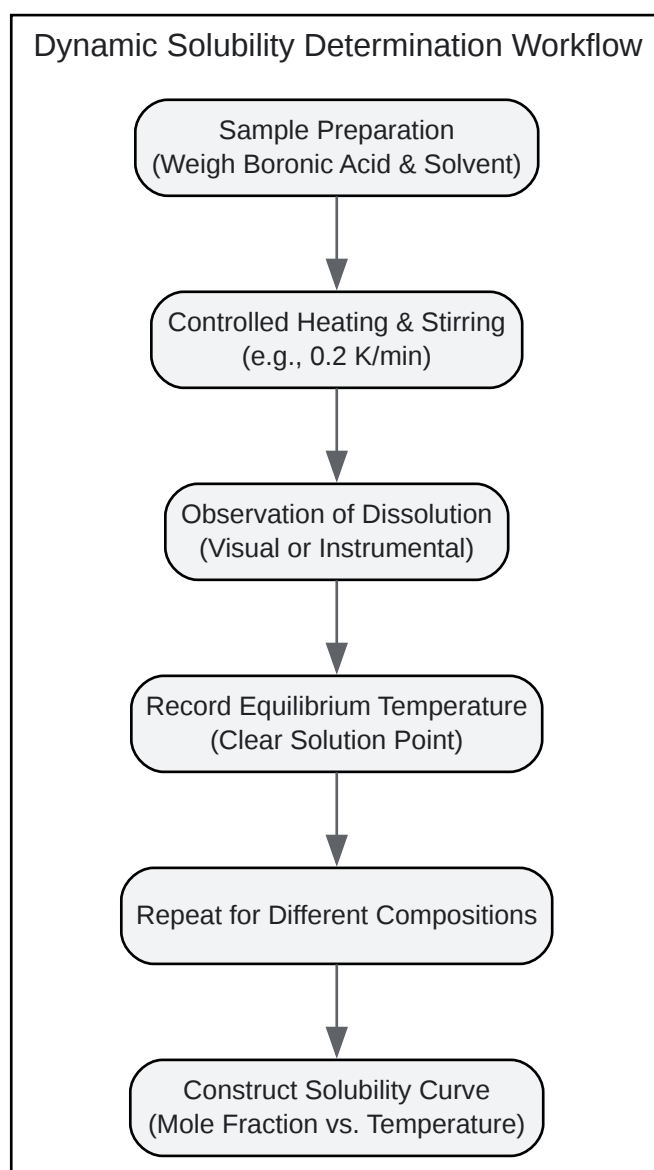 Dynamic Solubility Determination Workflow
Sample Preparation
(Weigh Boronic Acid & Solvent)
Controlled Heating & Stirring
(e.g., 0.2 K/min)
Observation of Dissolution
(Visual or Instrumental)
Record Equilibrium Temperature
(Clear Solution Point)
Repeat for Different Compositions
Construct Solubility Curve
(Mole Fraction vs. Temperature)